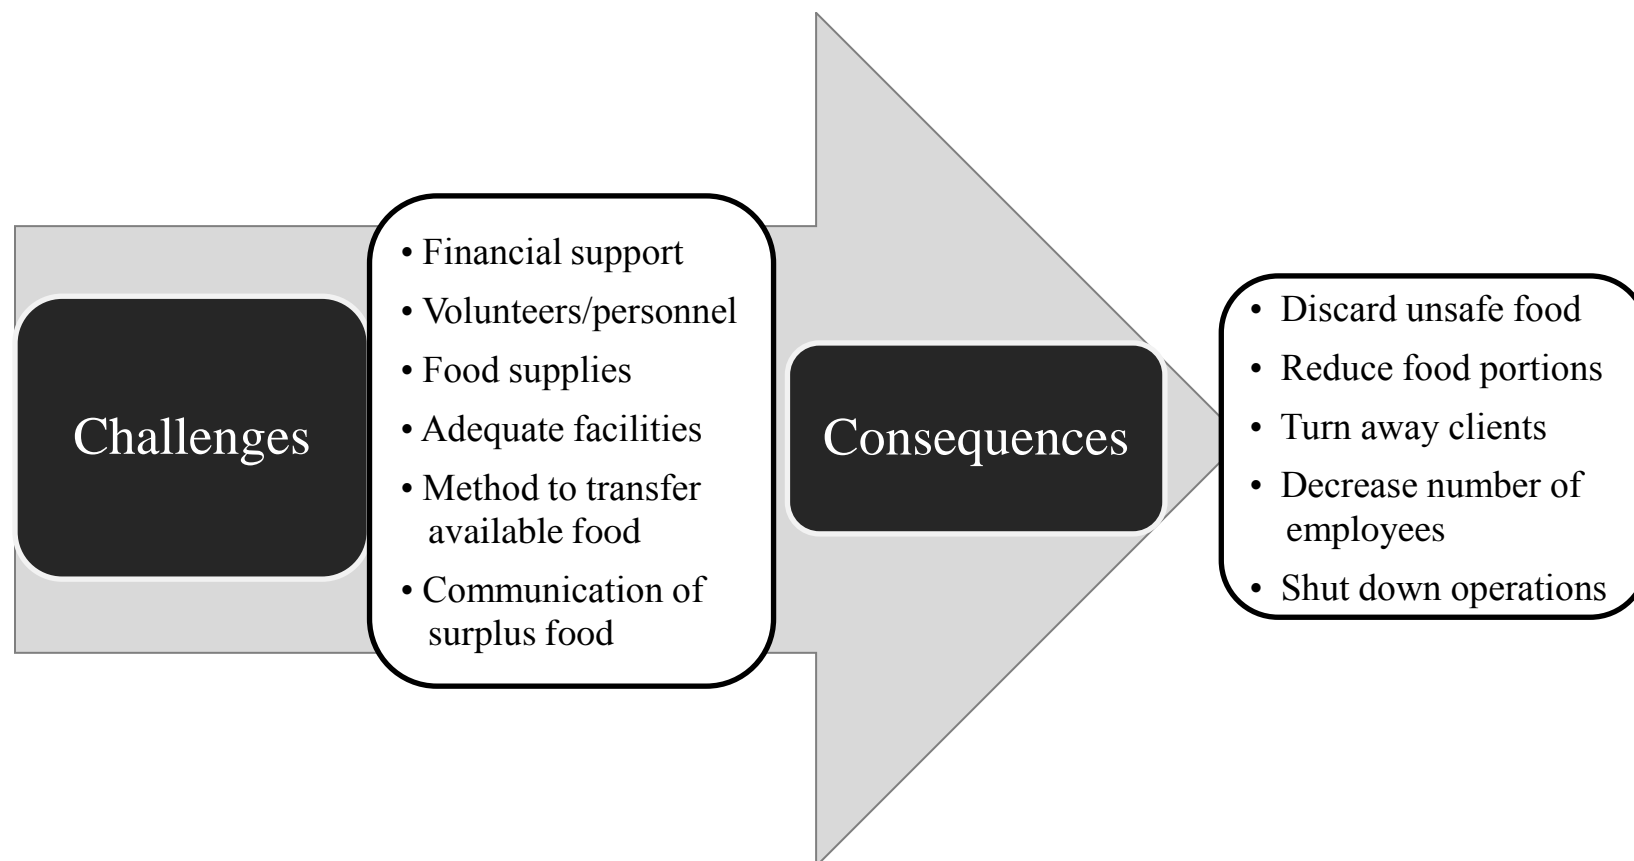 Challenges
• Financial support
• Volunteers/personnel
• Food supplies
• Adequate facilities
• Method to transfer
available food
• Communication of
surplus food
Consequences
• Discard unsafe food
• Reduce food portions
• Turn away clients
• Decrease number of
employees
• Shut down operations